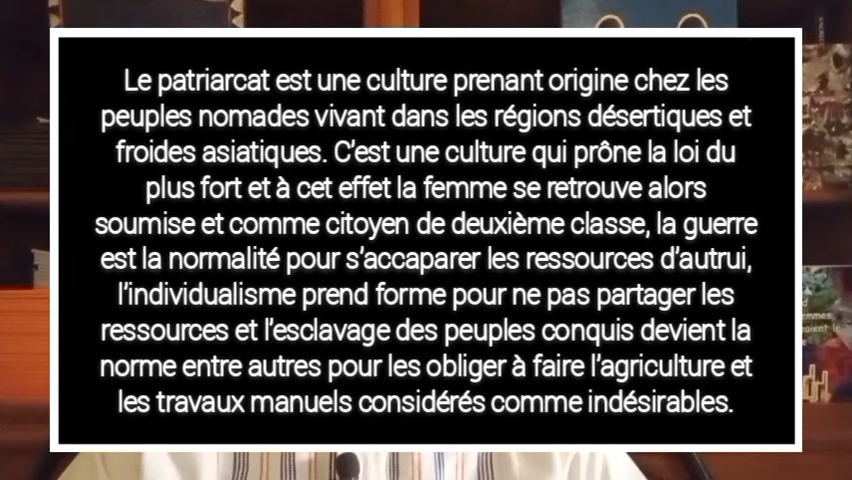 Le patriarcat est une culture prenant origine chez les
peuples nomades vivant dans les régions désertiques et
froides asiatiques. C'est une culture qui prône la loi du
plus fort et à cet effet la femme se retrouve alors
soumise et comme citoyen de deuxième classe, la guerre
est la normalité pour s'accaparer les ressources d'autrui,
l'individualisme prend forme pour ne pas partager les
ressources et l'esclavage des peuples conquis devient la
norme entre autres pour les obliger à faire l'agriculture et
les travaux manuels considérés comme indésirables.